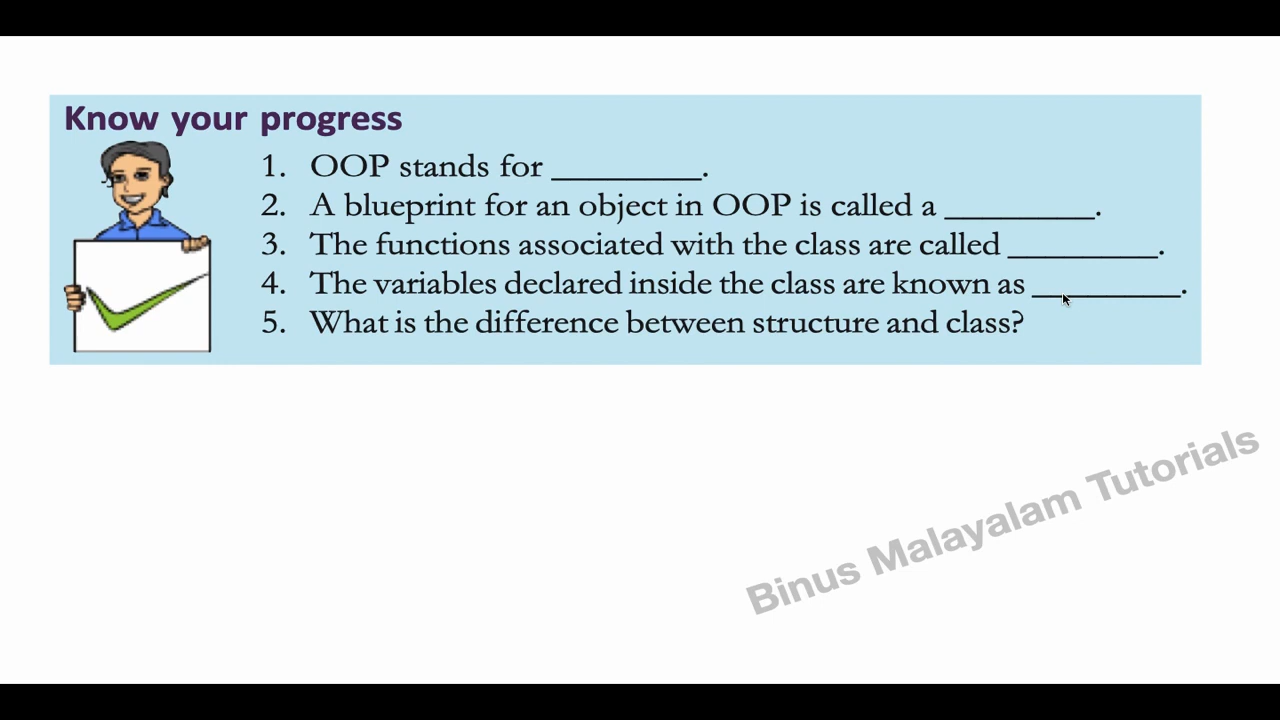 Know your progress
1. OOP stands for __________.
2. A blueprint for an object in OOP is called a __________.
3. The functions associated with the class are called __________.
4. The variables declared inside the class are known as __________.
5. What is the difference between structure and class?
Binus Malayalam Tutorials